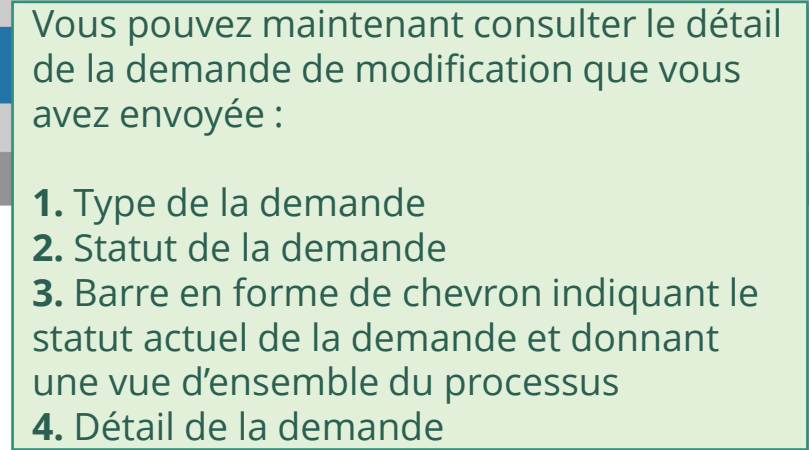 Vous pouvez maintenant consulter le détail
de la demande de modification que vous
avez envoyée :
1. Type de la demande
2. Statut de la demande
3. Barre en forme de chevron indiquant le
statut actuel de la demande et donnant
une vue d’ensemble du processus
4. Détail de la demande